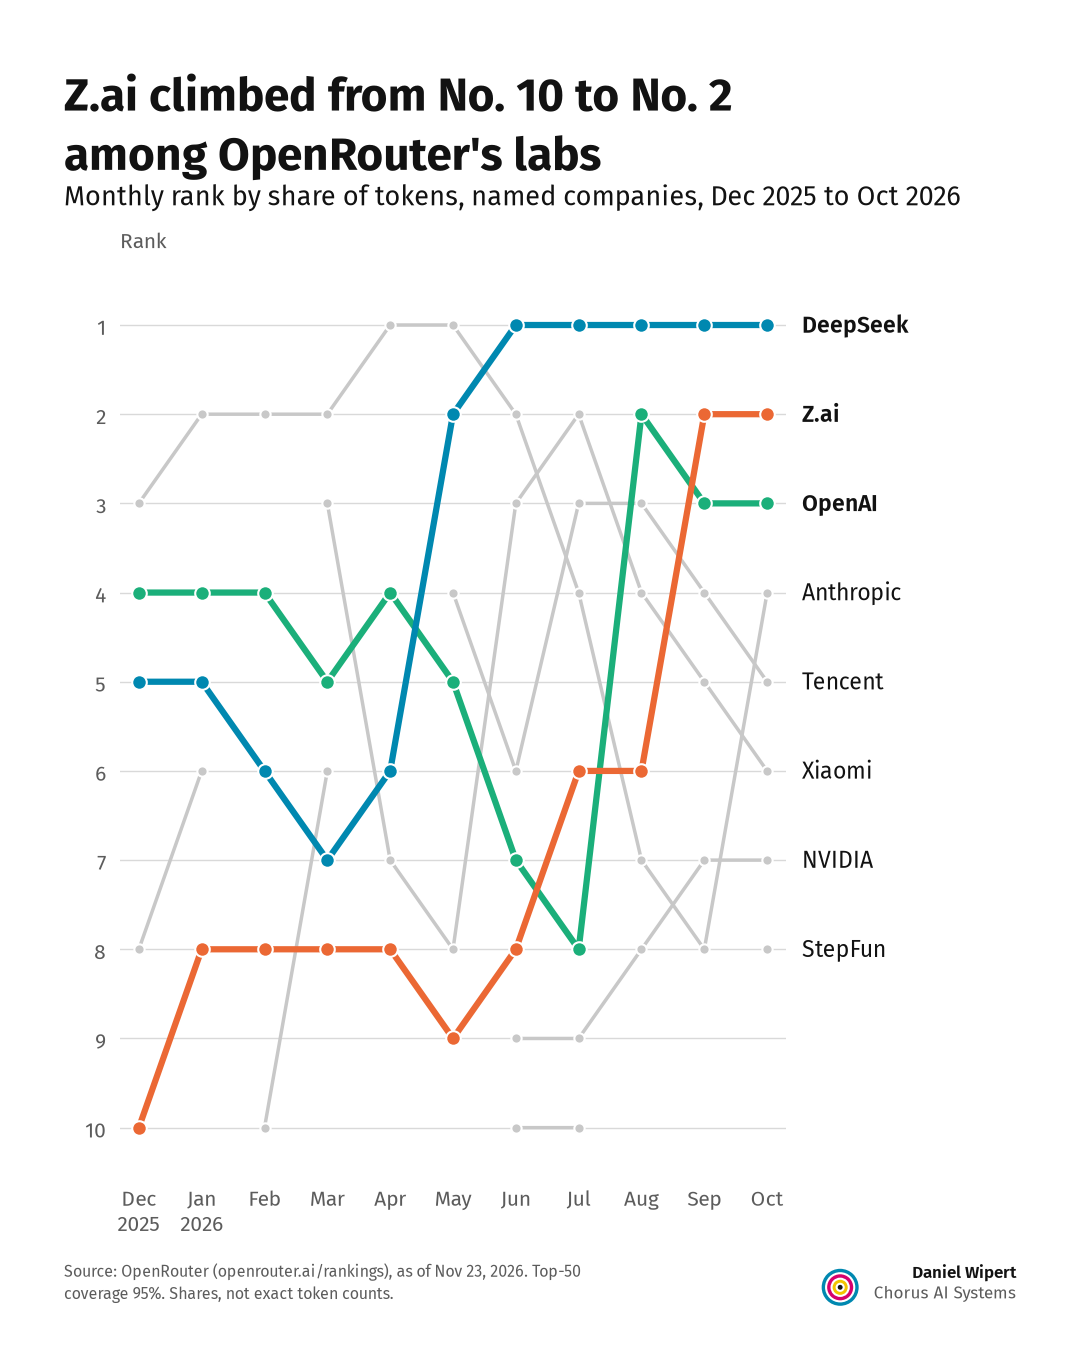 Z.ai climbed from No. 10 to No. 2
among OpenRouter's labs
Monthly rank by share of tokens, named companies, Dec 2025 to Oct 2026
Rank
1
2
3
4
5
6
7
8
9
10
DeepSeek
Z.ai
OpenAI
Anthropic
Tencent
Xiaomi
NVIDIA
StepFun
Dec Jan Feb Mar Apr May Jun Jul Aug Sep Oct
2025 2026
Source: OpenRouter (openrouter.ai/rankings), as of Nov 23, 2026. Top-50
coverage 95%. Shares, not exact token counts.
Daniel Wipert
Chorus AI Systems